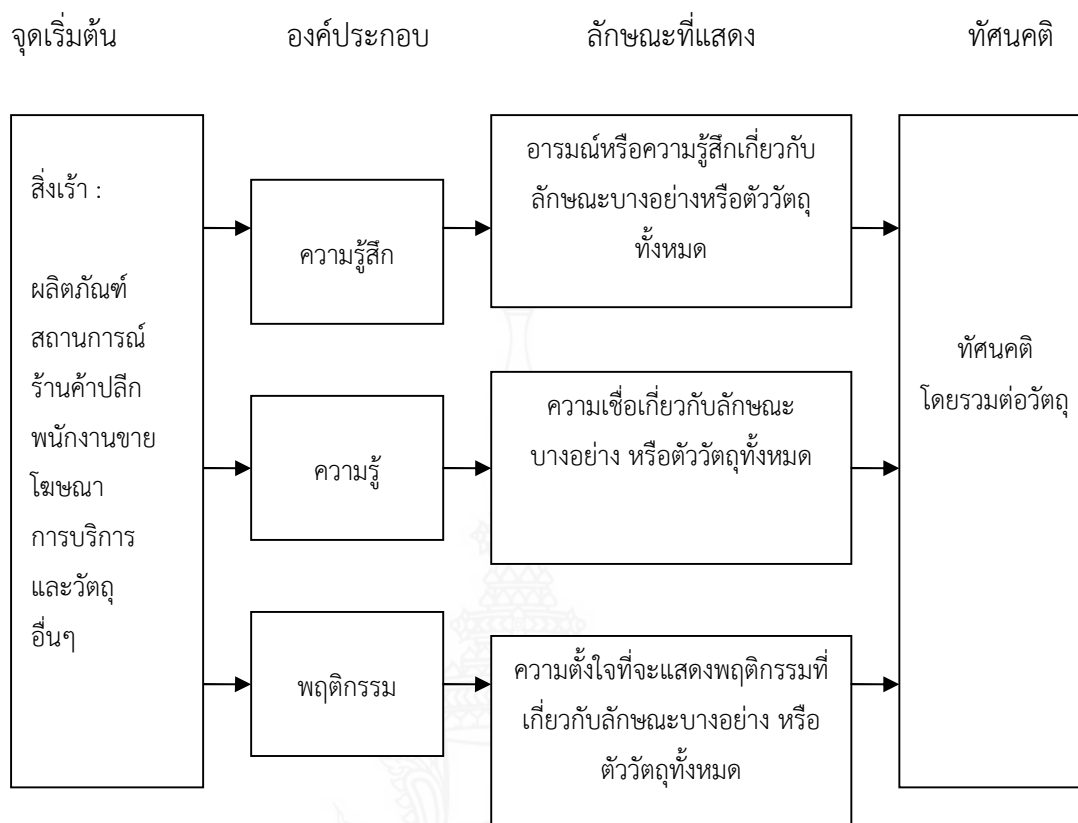 จุดเริ่มต้น
องค์ประกอบ
ลักษณะที่แสดง
ทัศนคติ
สิ่งเร้า :
ผลิตภัณฑ์
สถานการณ์
ร้านค้าปลีก
พนักงานขาย
โฆษณา
การบริการ
และวัตถุ
อื่นๆ
ความรู้สึก
อารมณ์หรือความรู้สึกเกี่ยวกับ
ลักษณะบางอย่างหรือตัววัตถุ
ทั้งหมด
ความรู้
ความเชื่อเกี่ยวกับลักษณะ
บางอย่าง หรือตัววัตถุทั้งหมด
พฤติกรรม
ความตั้งใจที่จะแสดงพฤติกรรมที่
เกี่ยวกับลักษณะบางอย่าง หรือ
ตัววัตถุทั้งหมด
ทัศนคติ
โดยรวมต่อวัตถุ